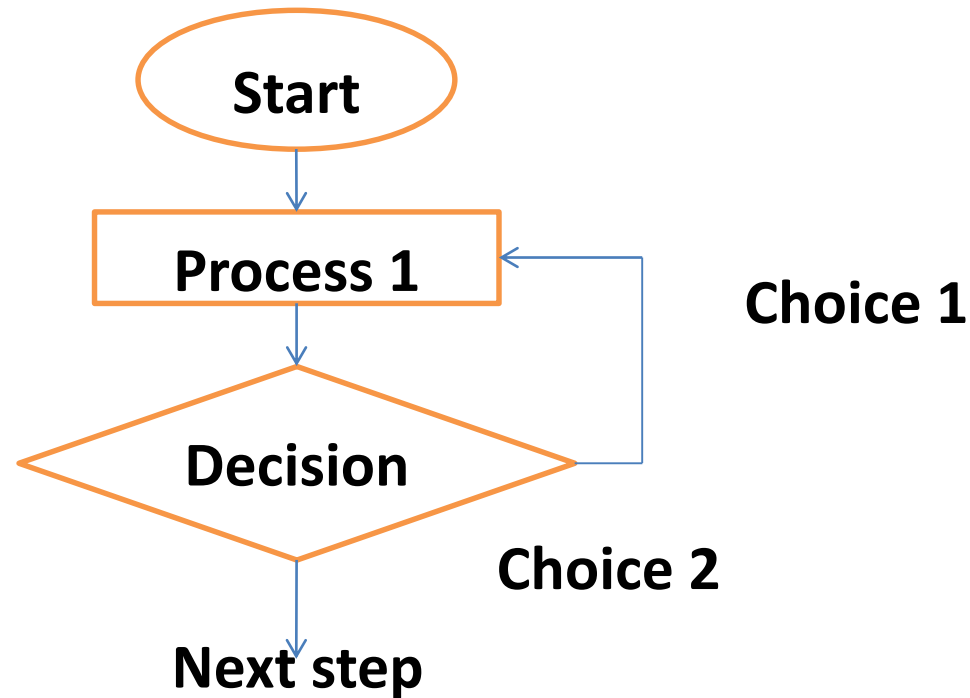 Start
Process 1
Choice 1
Decision
Choice 2
Next step